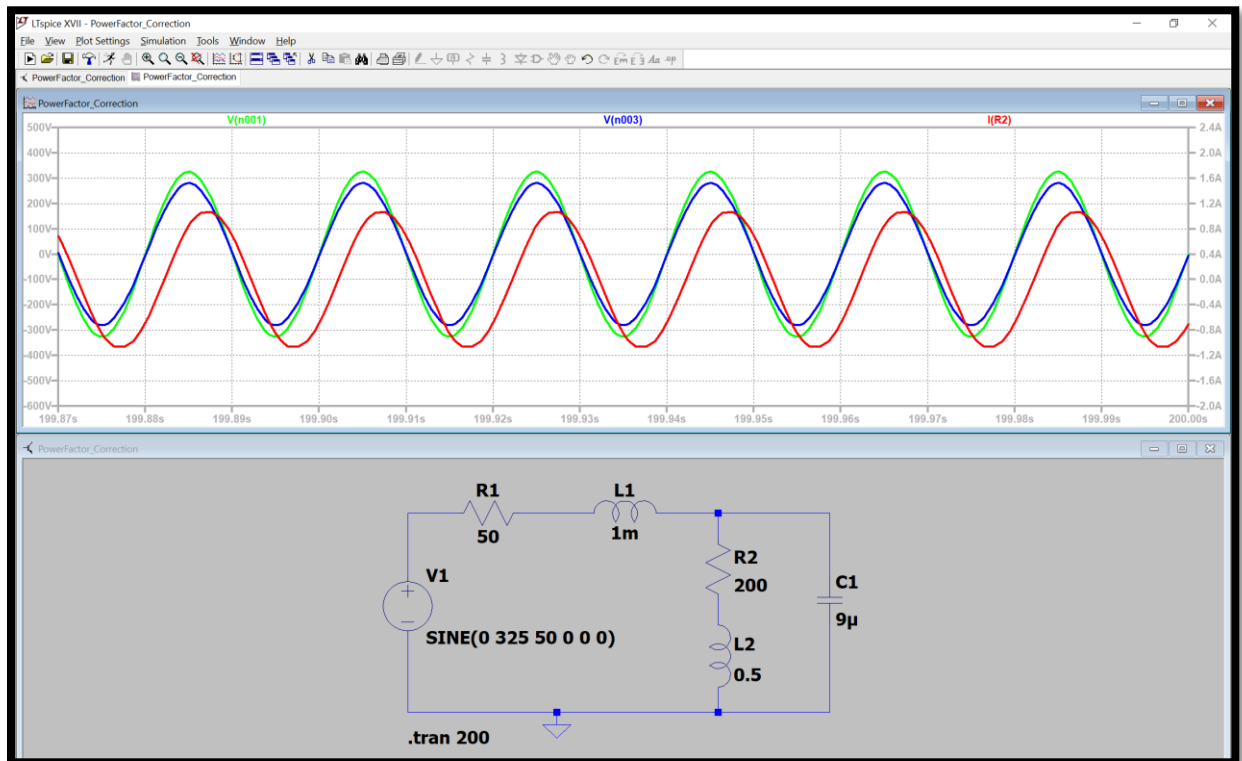 LTspice XVII - PowerFactor_Correction
File View Plot Settings Simulation Tools Window Help
PowerFactor_Correction PowerFactor_Correction
PowerFactor_Correction
V(n001) V(n003) I(R2)
500V 2.4A
400V 2.0A
300V 1.6A
200V 1.2A
100V 0.8A
0V 0.4A
-100V 0.0A
-200V -0.4A
-300V -0.8A
-400V -1.2A
-500V -1.6A
-600V -2.0A
199.87s 199.88s 199.89s 199.90s 199.91s 199.92s 199.93s 199.94s 199.95s 199.96s 199.97s 199.98s 199.99s 200.00s
PowerFactor_Correction
R1 L1
50 1m
R2
V1 200 C1
9µ
SINE(0 325 50 0 0 0) L2
0.5
.tran 200